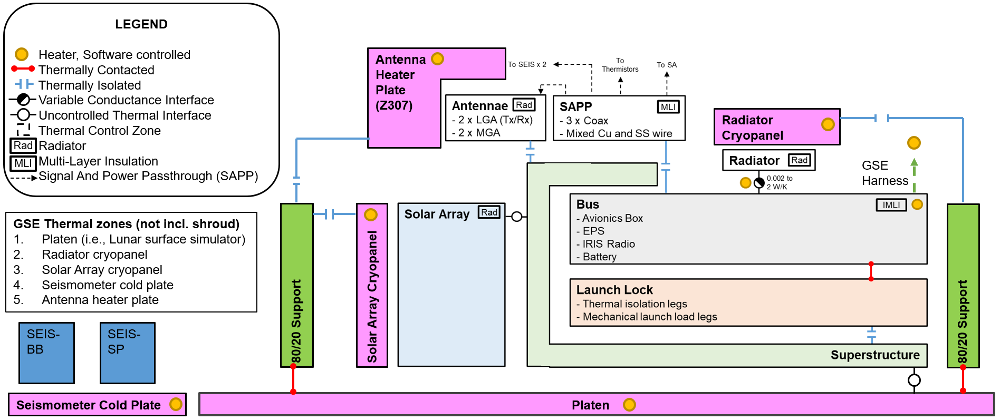 LEGEND
Heater, Software controlled
Thermally Contacted
Thermally Isolated
Variable Conductance Interface
Uncontrolled Thermal Interface
Thermal Control Zone
Rad Radiator
MLI Multi-Layer Insulation
Signal And Power Passthrough (SAPP)
GSE Thermal zones (not incl. shroud)
1. Platen (i.e., Lunar surface simulator)
2. Radiator cryopanel
3. Solar Array cryopanel
4. Seismometer cold plate
5. Antenna heater plate
SEIS-
BB
SEIS-
SP
Seismometer Cold Plate
Antenna
Heater
Plate
(Z307)
To SEIS x 2
To
Thermistors
To SA
Antennae Rad
- 2 x LGA (Tx/Rx)
- 2 x MGA
SAPP MLI
- 3 x Coax
- Mixed Cu and SS wire
Radiator
Cryopanel
Radiator Rad
0.002 to
2 W/K
GSE
Harness
80/20 Support
Solar Array Cryopanel
Solar Array Rad
Bus IMLI
- Avionics Box
- EPS
- IRIS Radio
- Battery
Launch Lock
- Thermal isolation legs
- Mechanical launch load legs
Superstructure
80/20 Support
Platen